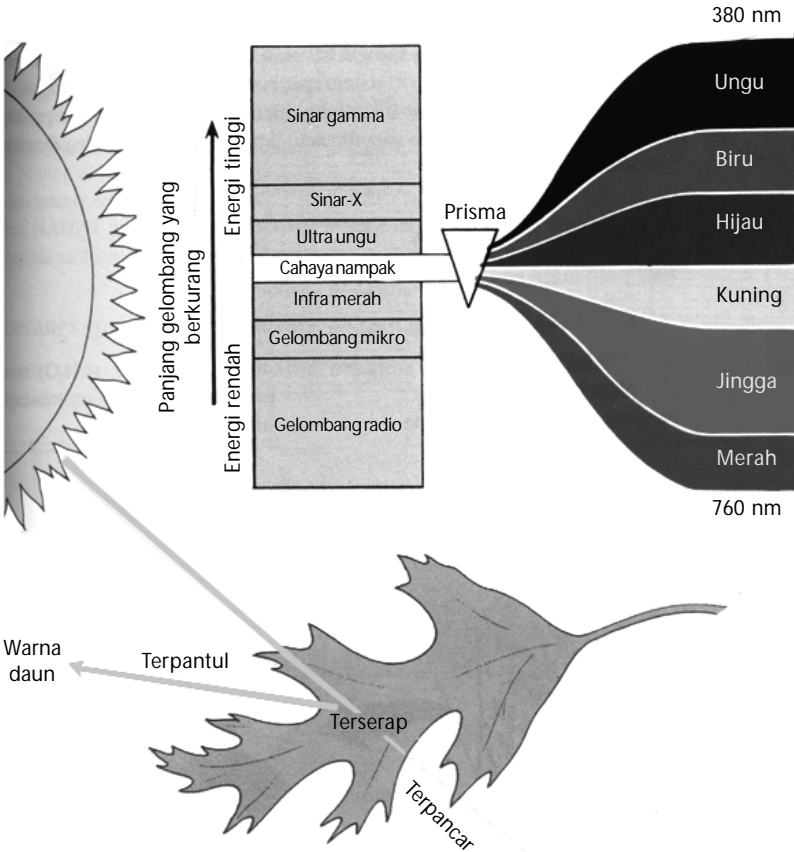 380 nm
Ungu
Biru
Hijau
Kuning
Jingga
Merah
760 nm
Prisma
Sinar gamma
Sinar-X
Ultra ungu
Cahaya nampak
Infra merah
Gelombang mikro
Gelombang radio
Energi tinggi
Energi rendah
Panjang gelombang yang
berkurang
Warna
daun
Terpantul
Terserap
Terpancar